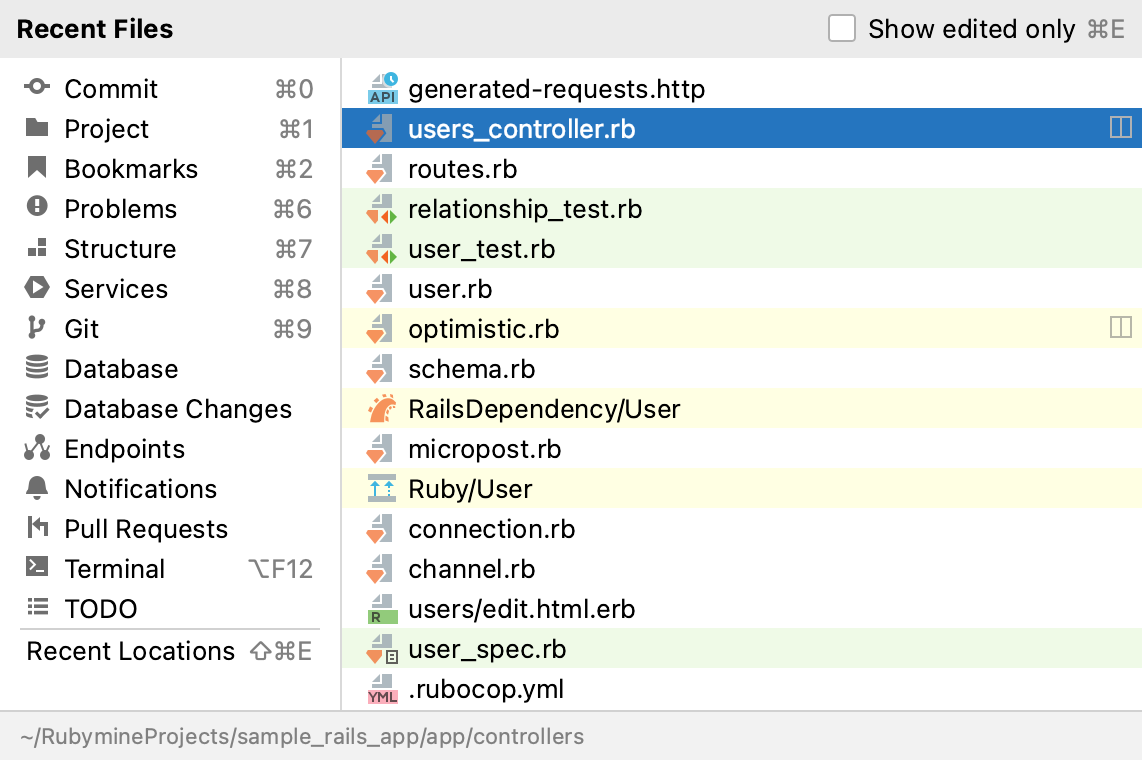 Recent Files
Show edited only ⌘E
Commit ⌘0
Project ⌘1
Bookmarks ⌘2
Problems ⌘6
Structure ⌘7
Services ⌘8
Git ⌘9
Database
Database Changes
Endpoints
Notifications
Pull Requests
Terminal ⌥F12
TODO
Recent Locations ⇧⌘E
API generated-requests.http
users_controller.rb
routes.rb
relationship_test.rb
user_test.rb
user.rb
optimistic.rb
schema.rb
RailsDependency/User
micropost.rb
Ruby/User
connection.rb
channel.rb
R users/edit.html.erb
user_spec.rb
YML .rubocop.yml
~/RubymineProjects/sample_rails_app/app/controllers